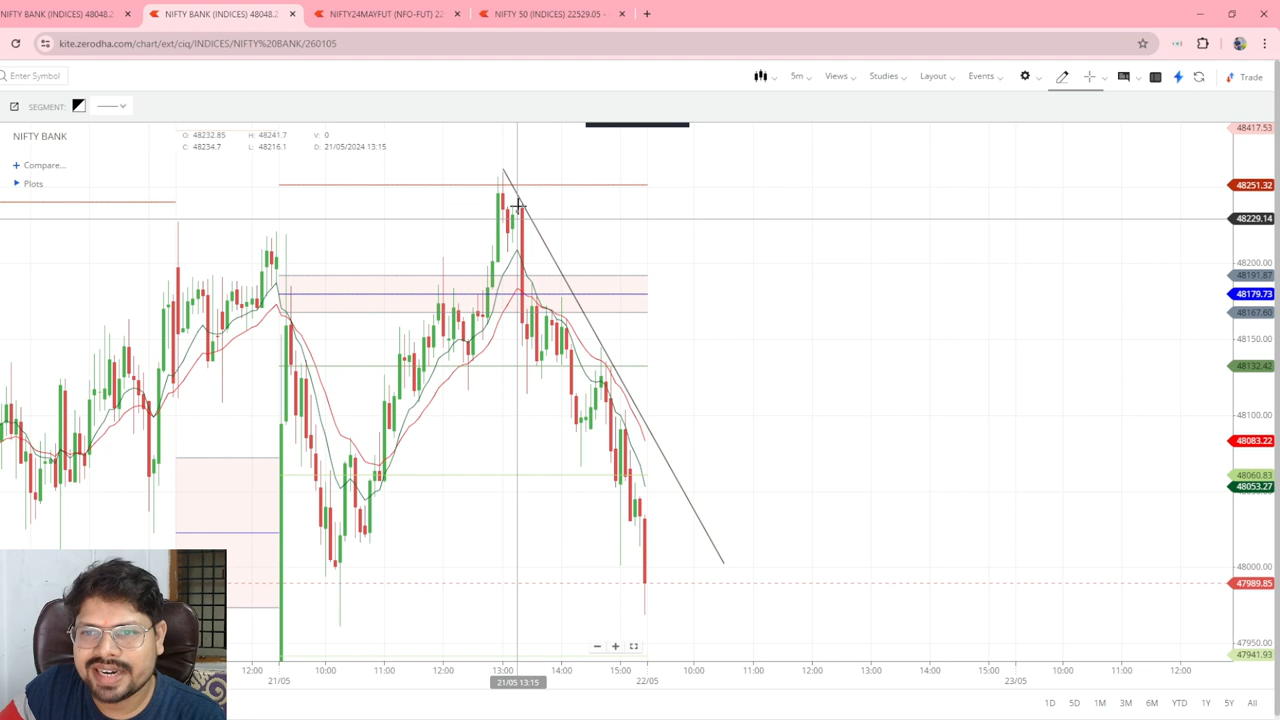 NIFTY BANK (INDICES) 48048.2
NIFTY BANK (INDICES) 48048.
NIFTY24MAYFUT (NFO-FUT) 22
NIFTY 50 (INDICES) 22529.05 -
kite.zerodha.com/chart/ext/ciq/INDICES/NIFTY%20BANK/260105
Enter Symbol
5m
Views
Studies
Layout
Events
Trade
SEGMENT:
NIFTY BANK
O: 48232.85 H: 48241.7 V: 0
C: 48234.7 L: 48216.1 D: 21/05/2024 13:15
+ Compare...
Plots
48417.53
48251.32
48229.14
48200.00
48191.87
48179.73
48167.60
48150.00
48132.42
48100.00
48083.22
48060.83
48053.27
48000.00
47989.85
47950.00
47941.93
12:00 10:00 11:00 12:00 13:00 14:00 15:00 10:00 11:00 12:00 13:00 14:00 15:00 10:00 11:00 12:00
21/05 21/05 13:15 22/05 23/05
1D 5D 1M 3M 6M YTD 1Y 5Y All